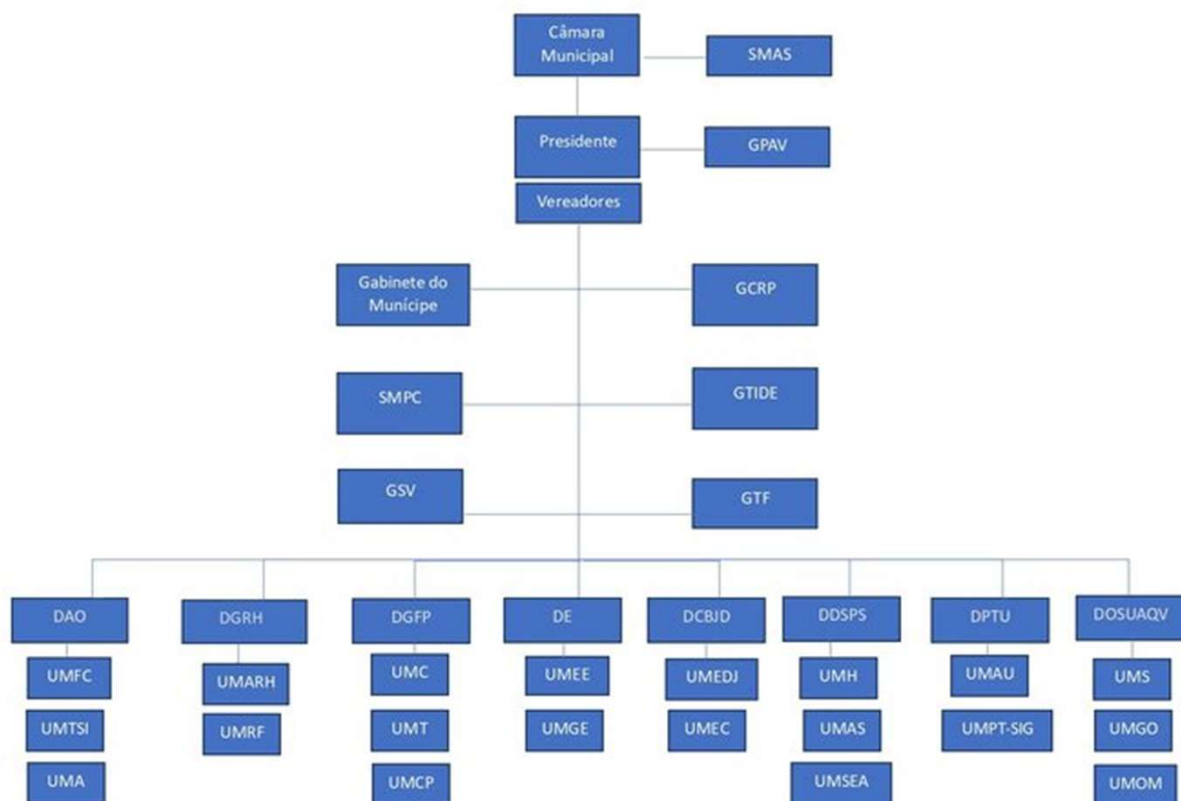 Câmara
Municipal
SMAS
Presidente
GPAV
Vereadores
Gabinete do
Munícipe
GCRP
SMPC
GTIDE
GSV
GTF
DAO
DGRH
DGFP
DE
DCBJD
DDSPS
DPTU
DOSUAQV
UMFC
UMARH
UMC
UMEE
UMEDJ
UMH
UMAU
UMS
UMTSI
UMRF
UMT
UMGE
UMEC
UMAS
UMPT-SIG
UMGO
UMA
UMCP
UMSEA
UMOM